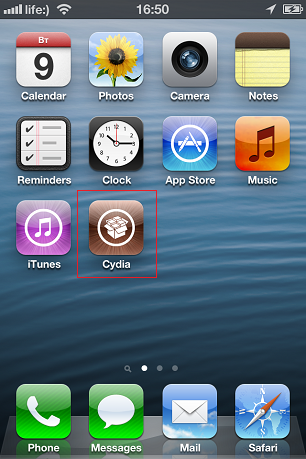 life:) 16:50
Вт
9
Calendar Photos Camera Notes
Reminders Clock App Store Music
iTunes Cydia
Phone Messages Mail Safari